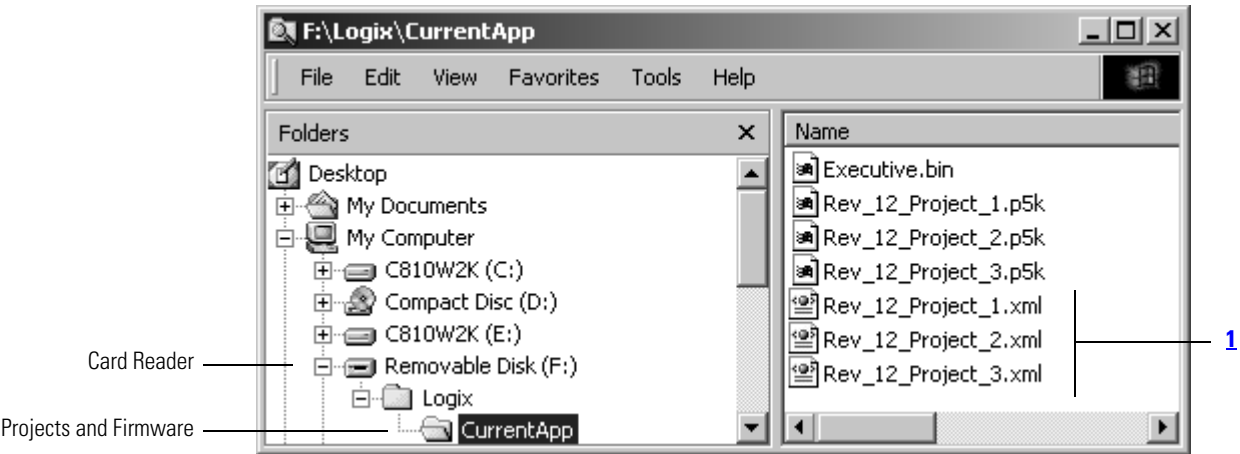 F:\Logix\CurrentApp
File Edit View Favorites Tools Help
Folders
Desktop
My Documents
My Computer
C810W2K (C:)
Compact Disc (D:)
C810W2K (E:)
Removable Disk (F:)
Logix
CurrentApp
Name
Executive.bin
Rev_12_Project_1.p5k
Rev_12_Project_2.p5k
Rev_12_Project_3.p5k
Rev_12_Project_1.xml
Rev_12_Project_2.xml
Rev_12_Project_3.xml
1
Card Reader
Projects and Firmware